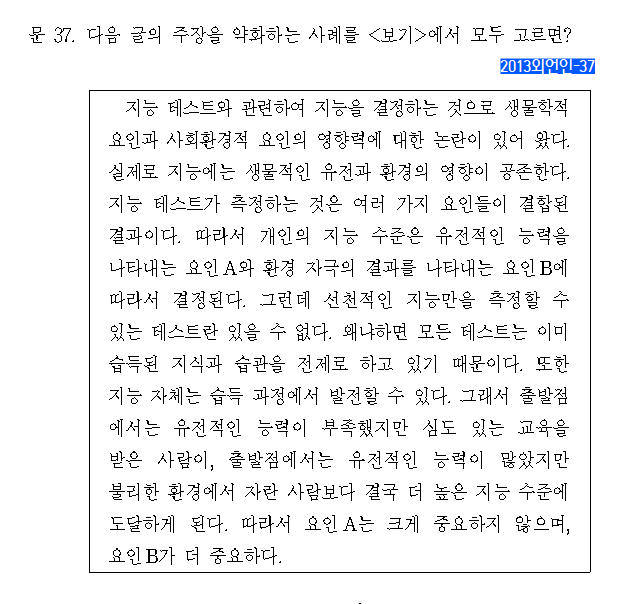 문 37. 다음 글의 주장을 약화하는 사례를 <보기>에서 모두 고르면?
2013외언인-37
지능 테스트와 관련하여 지능을 결정하는 것으로 생물학적
요인과 사회환경적 요인의 영향력에 대한 논란이 있어 왔다.
실제로 지능에는 생물적인 유전과 환경의 영향이 공존한다.
지능 테스트가 측정하는 것은 여러 가지 요인들이 결합된
결과이다. 따라서 개인의 지능 수준은 유전적인 능력을
나타내는 요인A와 환경 자극의 결과를 나타내는 요인B에
따라서 결정된다. 그런데 선천적인 지능만을 측정할 수
있는 테스트란 있을 수 없다. 왜냐하면 모든 테스트는 이미
습득된 지식과 습관을 전제로 하고 있기 때문이다. 또한
지능 자체는 습득 과정에서 발전할 수 있다. 그래서 출발점
에서는 유전적인 능력이 부족했지만 심도 있는 교육을
받은 사람이, 출발점에서는 유전적인 능력이 많았지만
불리한 환경에서 자란 사람보다 결국 더 높은 지능 수준에
도달하게 된다. 따라서 요인A는 크게 중요하지 않으며,
요인B가 더 중요하다.